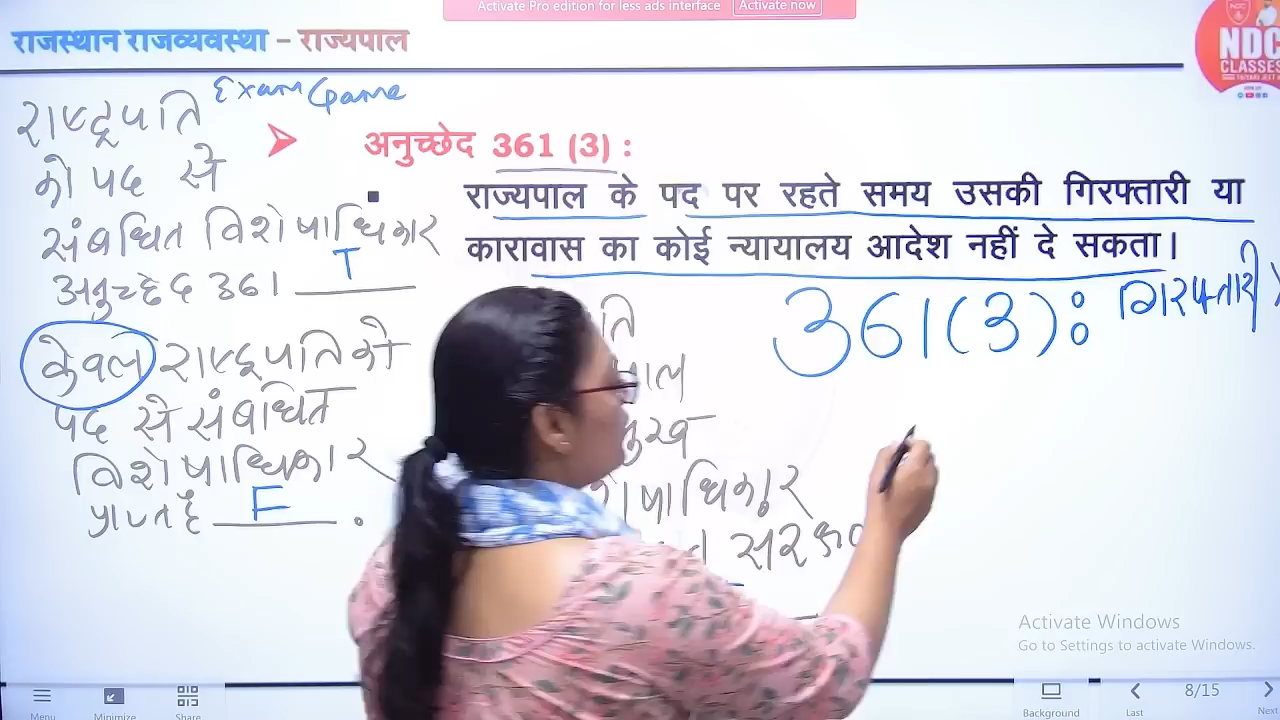 Activate Pro edition for less ads interface Activate now
राजस्थान राजव्यवस्था – राज्यपाल
NDC
CLASSES
Exam Game
राष्ट्रपति
को पद से
संबंधित विशेषाधिकार
अनुच्छेद 361 T
केवल राष्ट्रपति को
पद से संबंधित
विशेषाधिकार
प्राप्त है F
अनुच्छेद 361 (3) :
राज्यपाल के पद पर रहते समय उसकी गिरफ्तारी या
कारावास का कोई न्यायालय आदेश नहीं दे सकता।
361(3): गिरफ्तारी
Activate Windows
Go to Settings to activate Windows.
Menu
Minimize
Share
Background
Last
8/15
Next